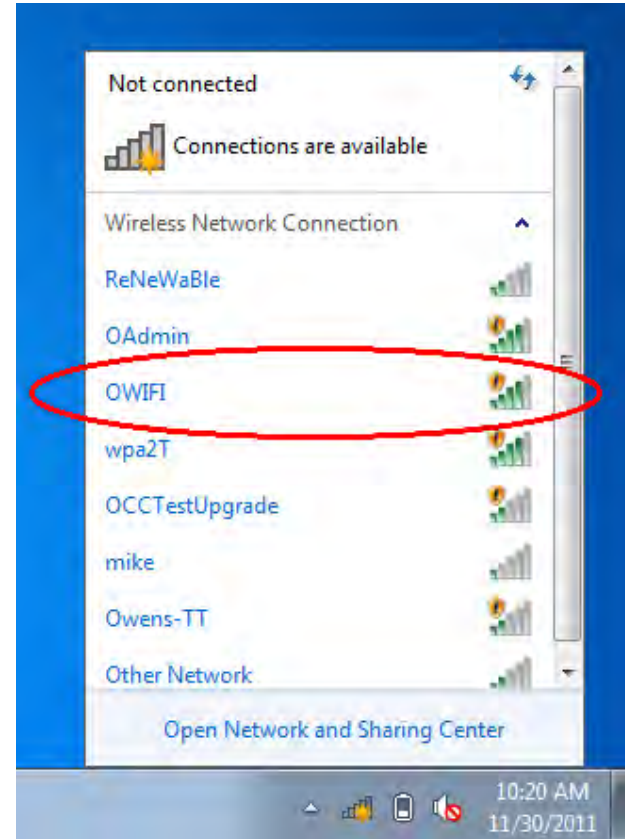 Not connected
Connections are available
Wireless Network Connection
ReNeWaBle
OAdmin
OWIFI
wpa2T
OCCTestUpgrade
mike
Owens-TT
Other Network
Open Network and Sharing Center
10:20 AM
11/30/2011